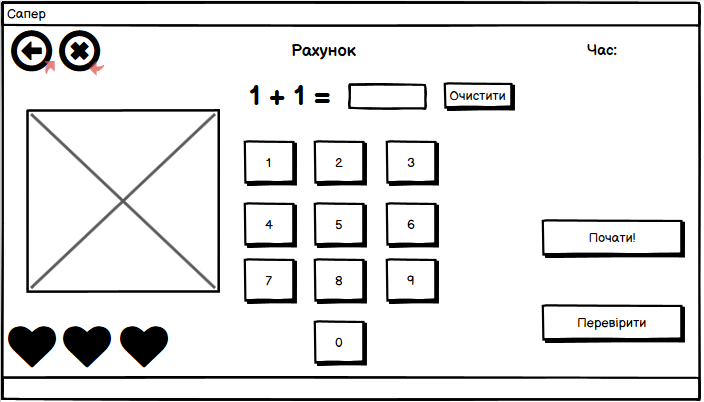 Сапер
Рахунок
Час:
1 + 1 =
Очистити
1 2 3
4 5 6
7 8 9
0
Почати!
Перевірити